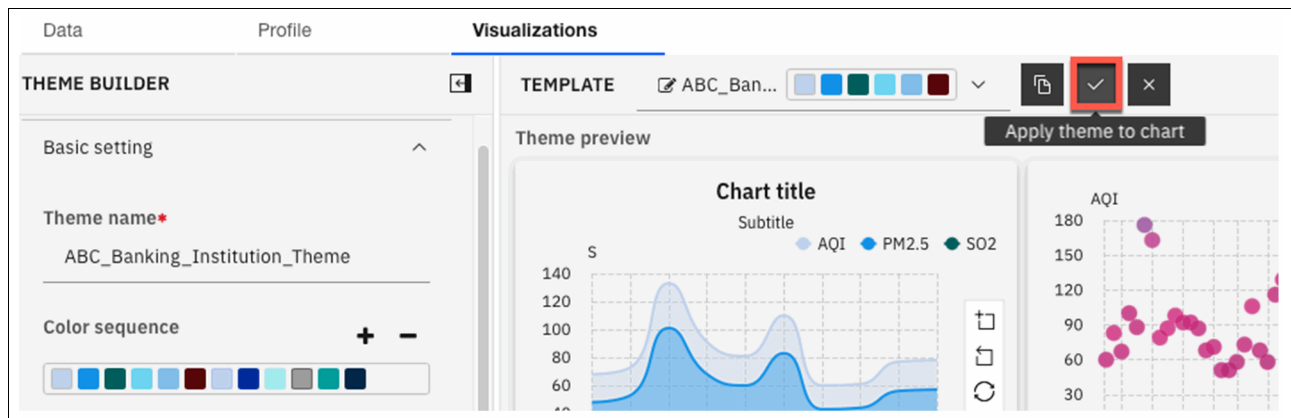 Data Profile Visualizations
THEME BUILDER
TEMPLATE ABC_Ban...
Apply theme to chart
Basic setting
Theme name*
ABC_Banking_Institution_Theme
Color sequence
Theme preview
Chart title
Subtitle
AQI PM2.5 SO2
S
140
120
100
80
60
AQI
180
150
120
90
60
30